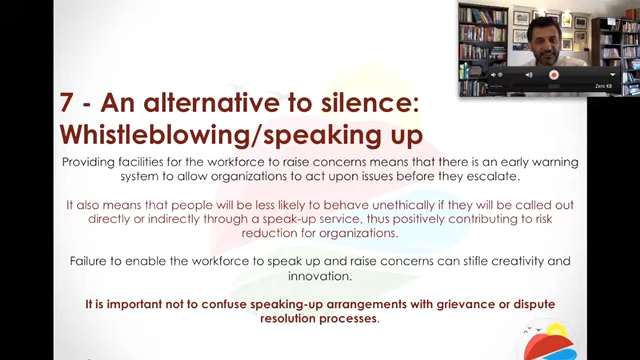 7 - An alternative to silence:
Whistleblowing/speaking up
Providing facilities for the workforce to raise concerns means that there is an early warning
system to allow organizations to act upon issues before they escalate.
It also means that people will be less likely to behave unethically if they will be called out
directly or indirectly through a speak-up service, thus positively contributing to risk
reduction for organizations.
Failure to enable the workforce to speak up and raise concerns can stifle creativity and
innovation.
It is important not to confuse speaking-up arrangements with grievance or dispute
resolution processes.
Zero KB